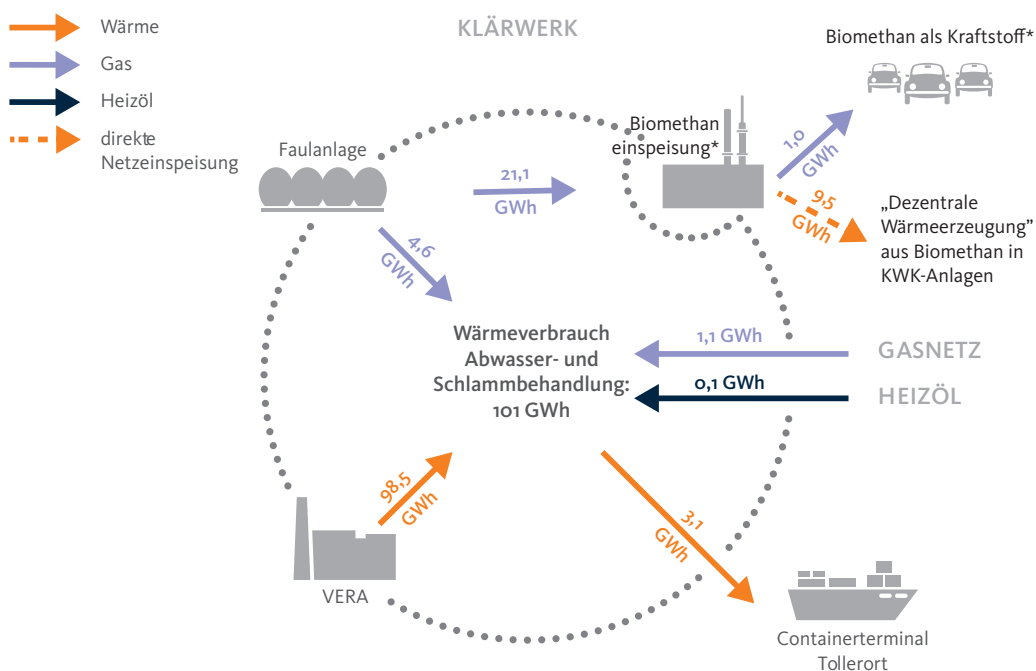 Wärme
Gas
Heizöl
direkte
Netzeinspeisung
KLÄRWERK
Biomethan als Kraftstoff*
Faulanlage
Biomethan
einspeisung*
21,1
GWh
1,0
GWh
9,5
GWh
„Dezentrale
Wärmeerzeugung”
aus Biomethan in
KWK-Anlagen
4,6
GWh
Wärmeverbrauch
Abwasser- und
Schlammbehandlung:
101 GWh
1,1 GWh
GASNETZ
0,1 GWh
HEIZÖL
98,5
GWh
VERA
3,1
GWh
Containerterminal
Tollerort